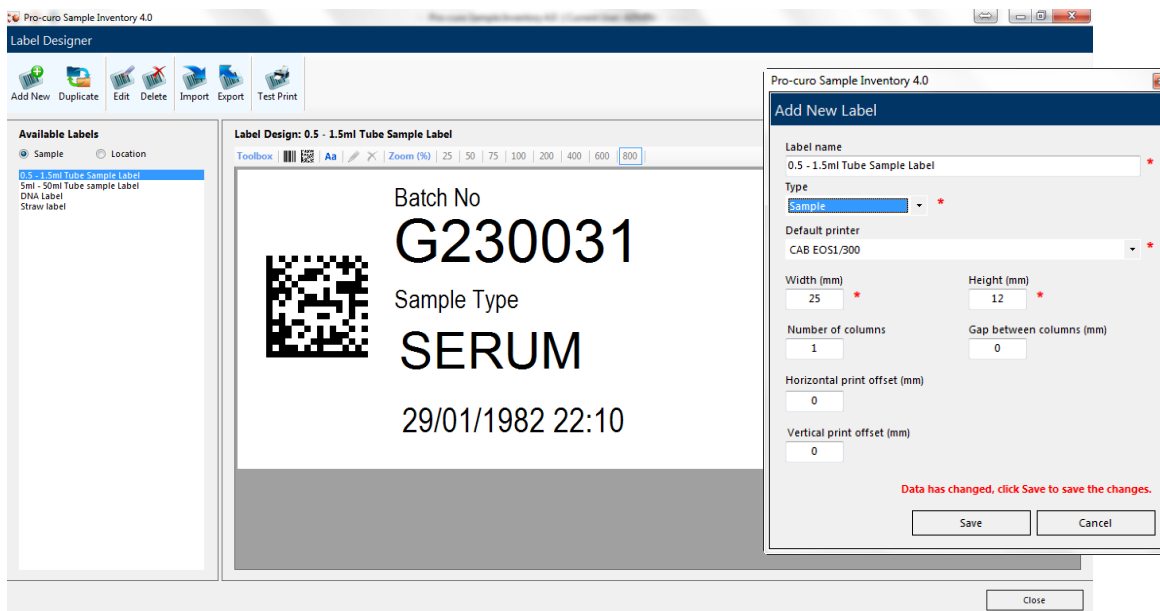 Pro-curo Sample Inventory 4.0
Label Designer
Add New Duplicate Edit Delete Import Export Test Print
Available Labels
Sample Location
0.5 - 1.5ml Tube Sample Label
5ml - 50ml Tube sample Label
DNA Label
Straw label
Label Design: 0.5 - 1.5ml Tube Sample Label
Toolbox Aa Zoom (%) 25 50 75 100 200 400 600 800
Batch No
G230031
Sample Type
SERUM
29/01/1982 22:10
Pro-curo Sample Inventory 4.0
Add New Label
Label name
0.5 - 1.5ml Tube Sample Label *
Type
Sample *
Default printer
CAB EOS1/300 *
Width (mm) Height (mm)
25 * 12 *
Number of columns Gap between columns (mm)
1 0
Horizontal print offset (mm)
0
Vertical print offset (mm)
0
Data has changed, click Save to save the changes.
Save Cancel
Close